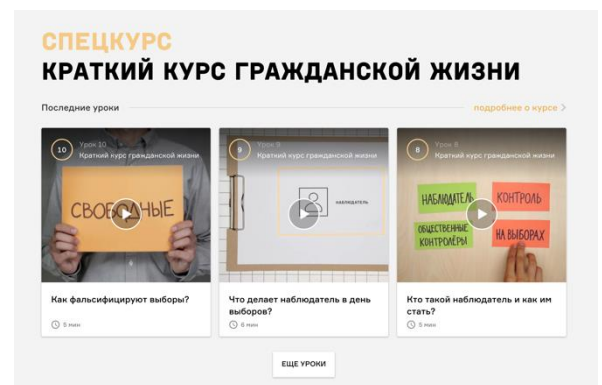 СПЕЦКУРС
КРАТКИЙ КУРС ГРАЖДАНСКОЙ ЖИЗНИ
Последние уроки
подробнее о курсе >
10
Урок 10
Краткий курс гражданской жизни
СВОБОДНЫЕ
Как фальсифицируют выборы?
5 мин
9
Урок 9
Краткий курс гражданской жизни
НАБЛЮДАТЕЛЬ
Что делает наблюдатель в день
выборов?
6 мин
8
Урок 8
Краткий курс гражданской жизни
НАБЛЮДАТЕЛЬ
КОНТРОЛЬ
ОБЩЕСТВЕННЫЕ
КОНТРОЛЁРЫ
НА ВЫБОРАХ
Кто такой наблюдатель и как им
стать?
5 мин
ЕЩЕ УРОКИ